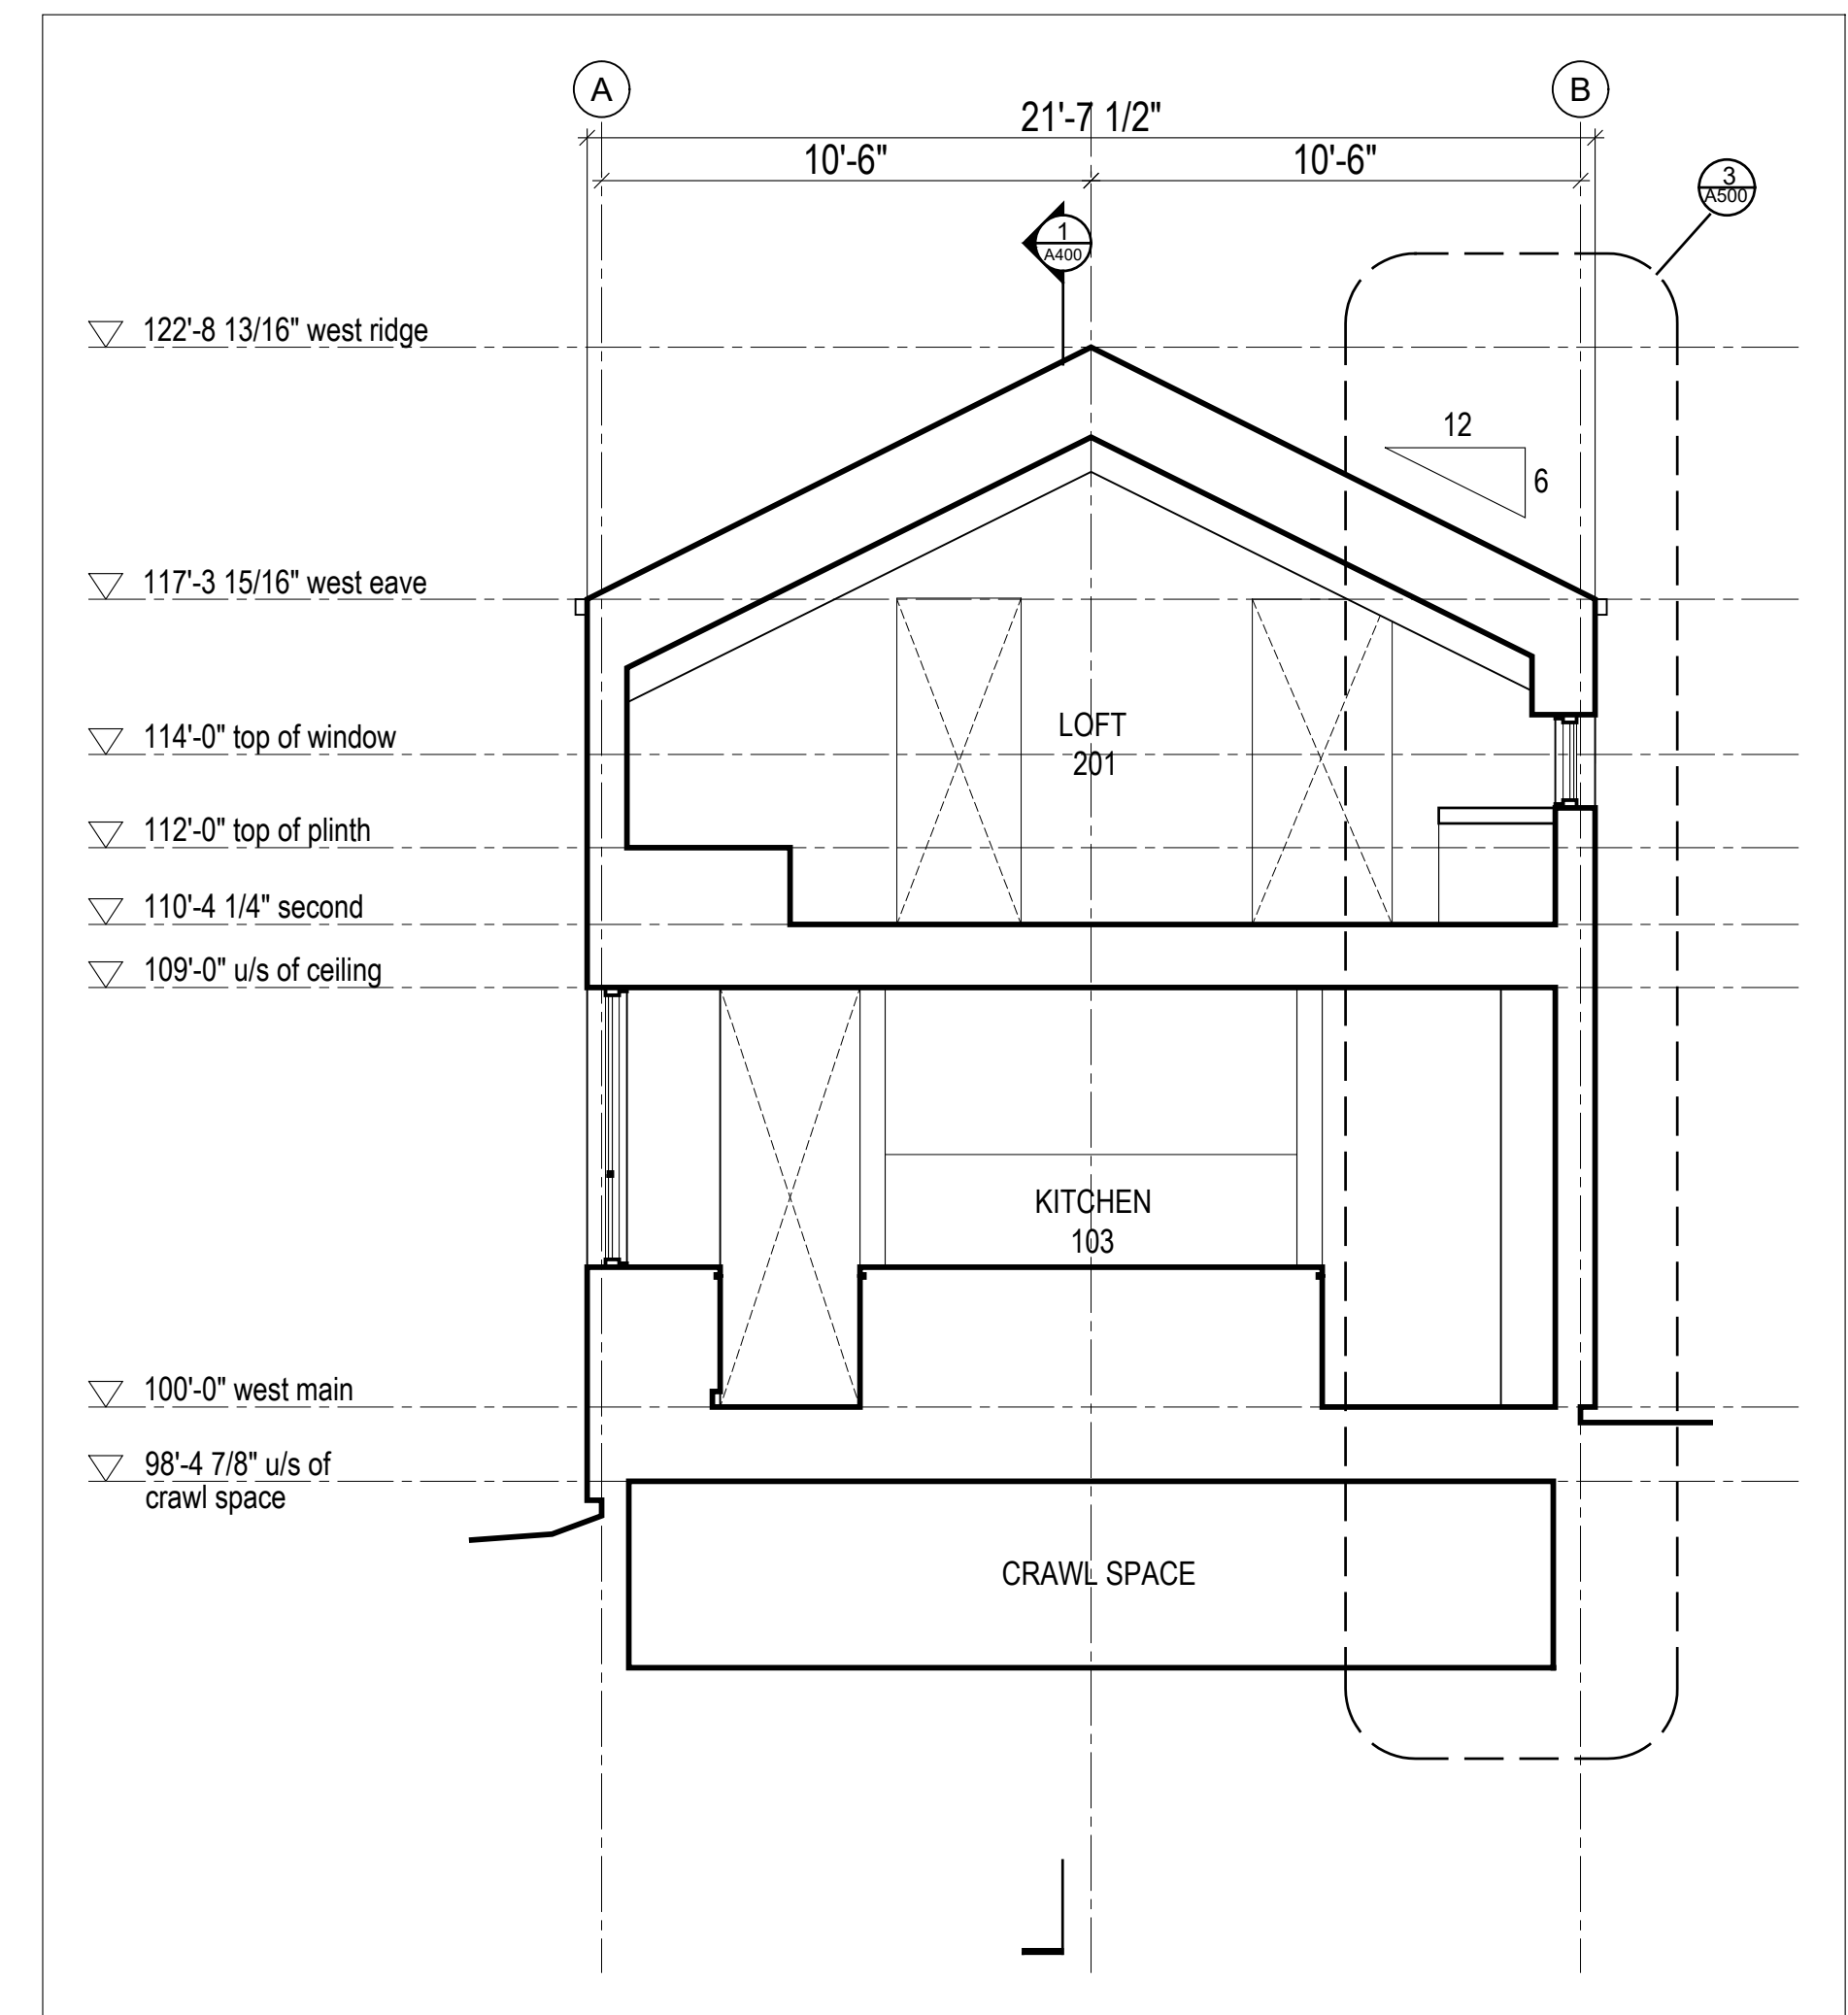 A
B
21'-7 1/2"
10'-6"
10'-6"
3
A500
1
A400
122'-8 13/16" west ridge
12
6
117'-3 15/16" west eave
LOFT
201
114'-0" top of window
112'-0" top of plinth
110'-4 1/4" second
109'-0" u/s of ceiling
KITCHEN
103
100'-0" west main
98'-4 7/8" u/s of
crawl space
CRAWL SPACE